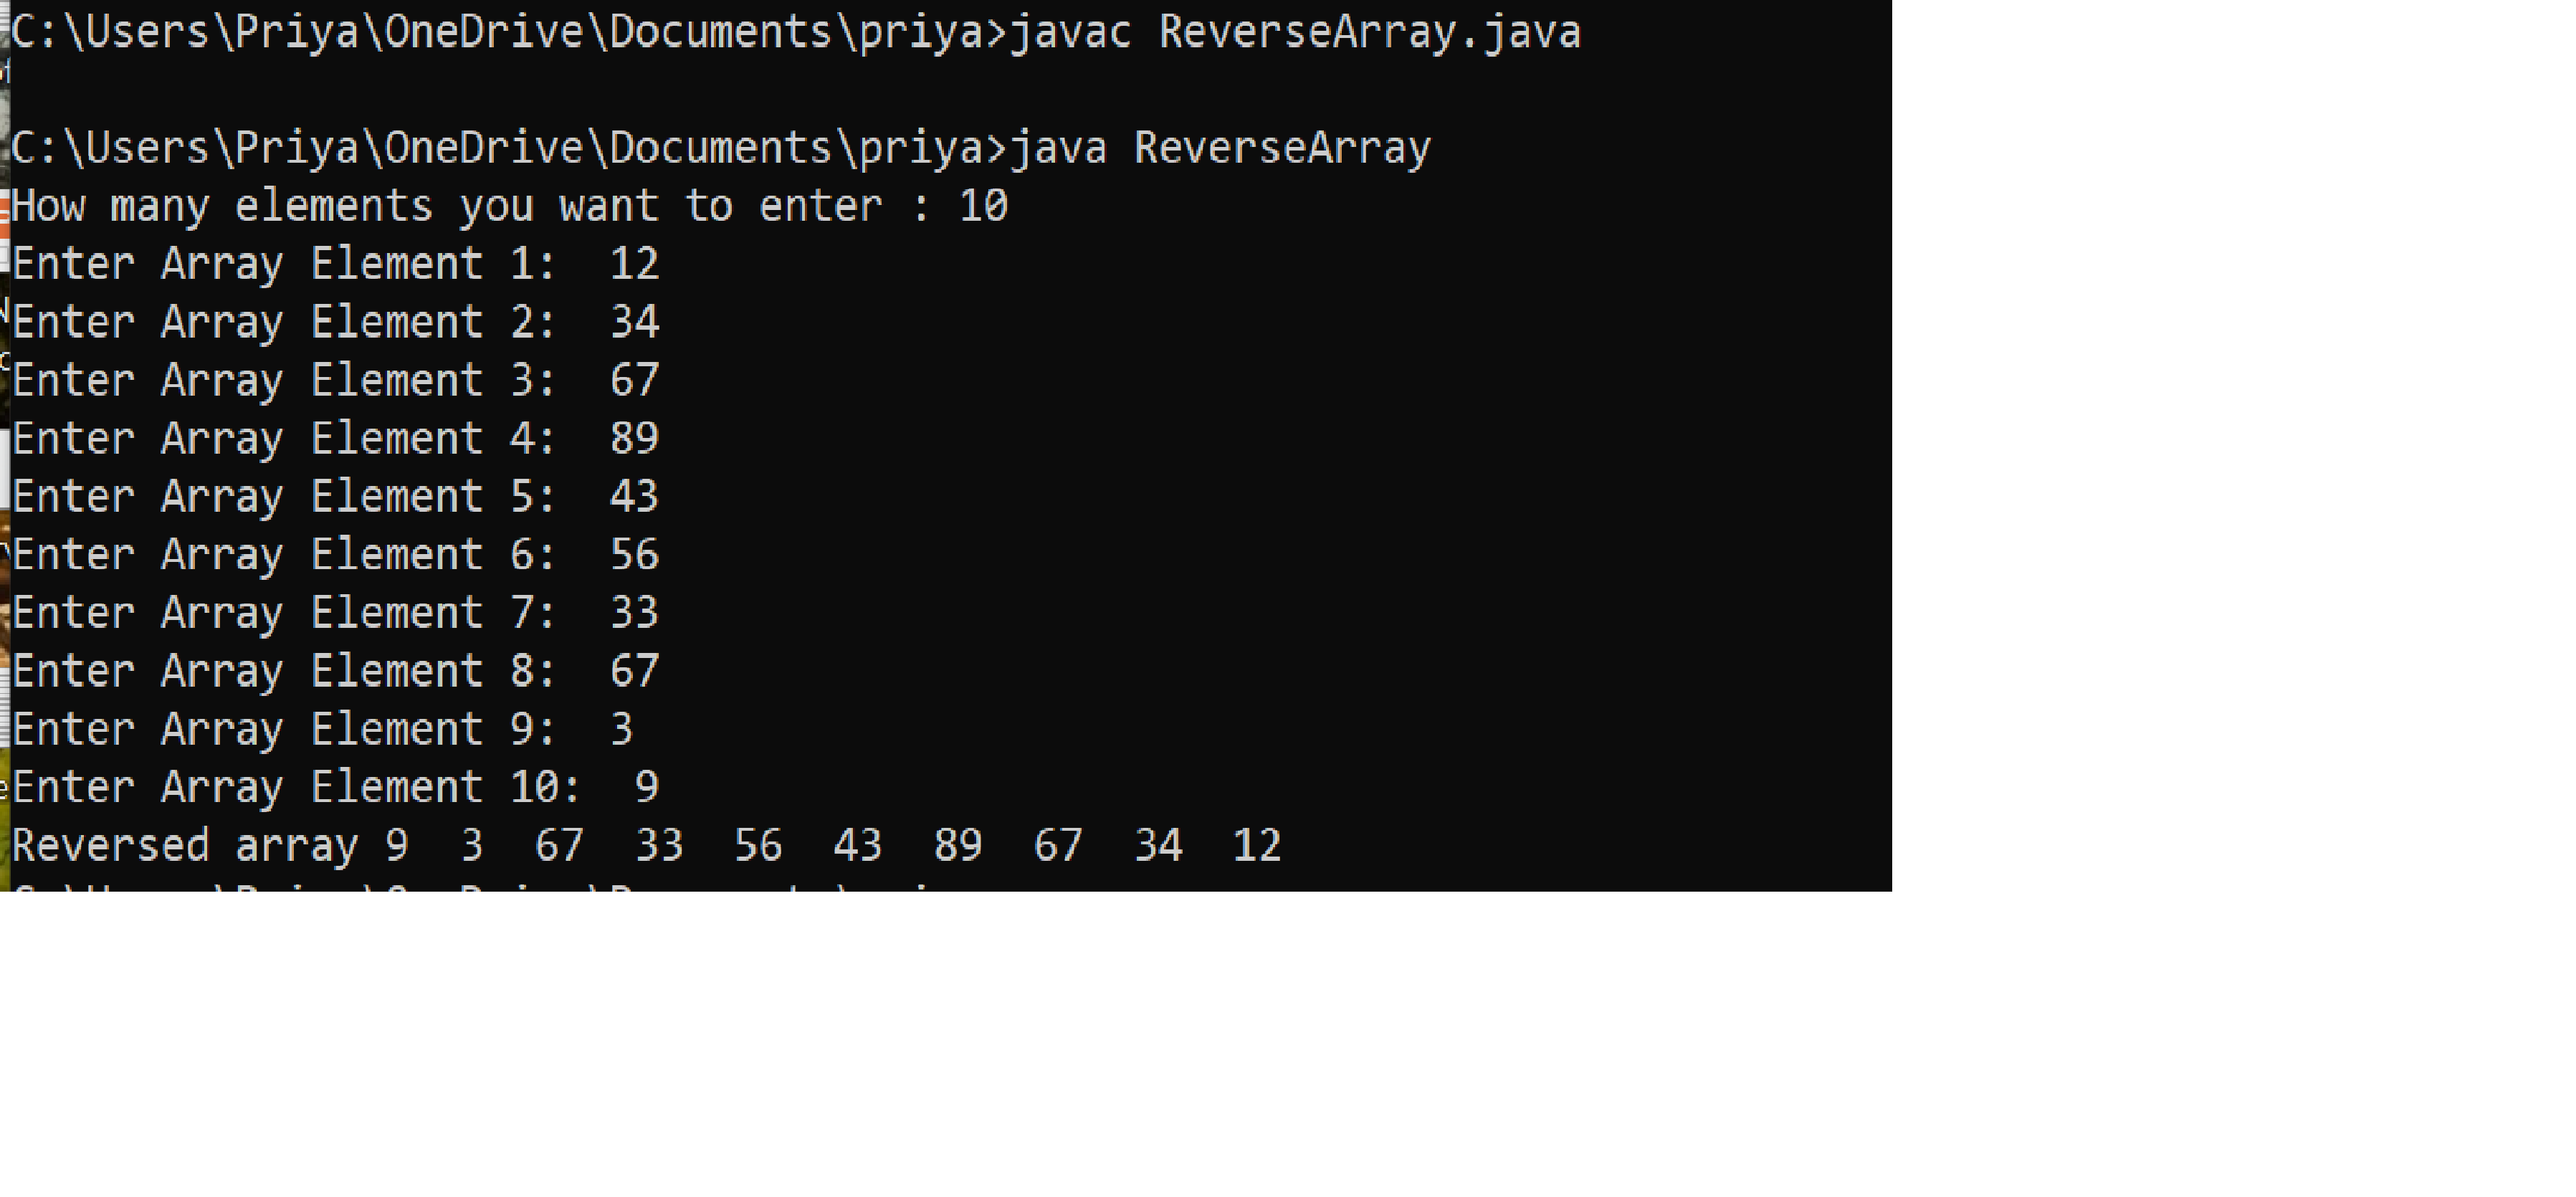 C:\Users\Priya\OneDrive\Documents\priya>javac ReverseArray.java
C:\Users\Priya\OneDrive\Documents\priya>java ReverseArray
How many elements you want to enter : 10
Enter Array Element 1:  12
Enter Array Element 2:  34
Enter Array Element 3:  67
Enter Array Element 4:  89
Enter Array Element 5:  43
Enter Array Element 6:  56
Enter Array Element 7:  33
Enter Array Element 8:  67
Enter Array Element 9:  3
Enter Array Element 10:  9
Reversed array 9  3  67  33  56  43  89  67  34  12